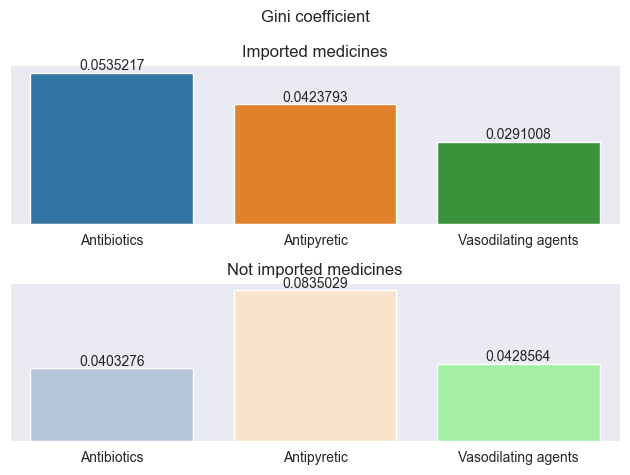 Gini coefficient
Imported medicines
0.0535217
0.0423793
0.0291008
Antibiotics
Antipyretic
Vasodilating agents
Not imported medicines
0.0403276
0.0835029
0.0428564
Antibiotics
Antipyretic
Vasodilating agents